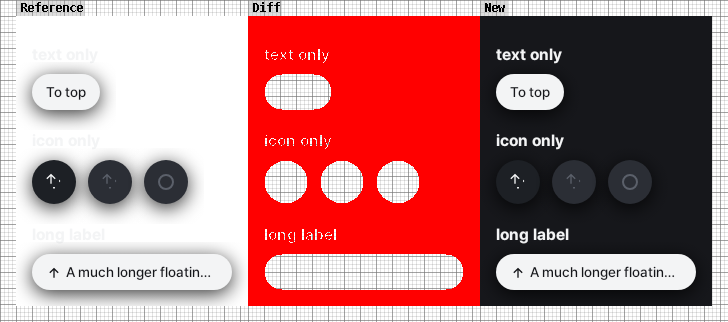 Reference Diff New
text only text only text only
To top To top
icon only icon only icon only
long label long label long label
↑ A much longer floatin... ↑ A much longer floatin...